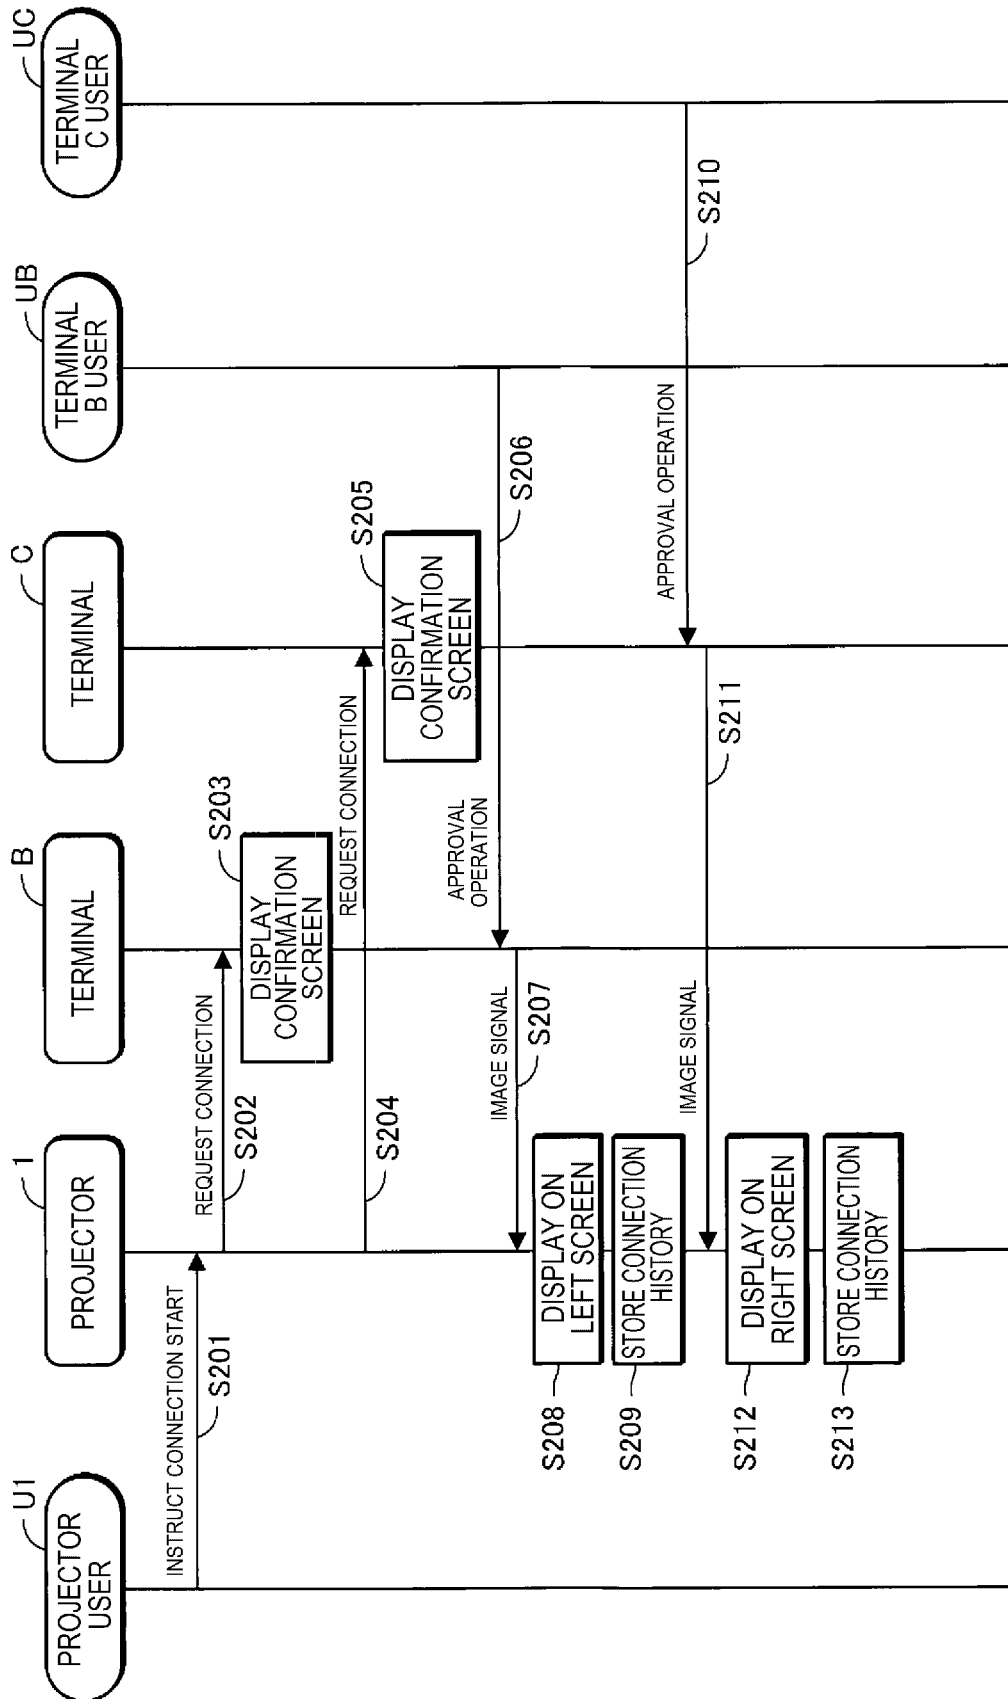 U1
PROJECTOR
USER
1
PROJECTOR
B
TERMINAL
C
TERMINAL
UB
TERMINAL
B USER
UC
TERMINAL
C USER
INSTRUCT CONNECTION START
S201
REQUEST CONNECTION
S202
S203
DISPLAY
CONFIRMATION
SCREEN
REQUEST CONNECTION
S204
S205
DISPLAY
CONFIRMATION
SCREEN
APPROVAL
OPERATION
S206
IMAGE SIGNAL
S207
DISPLAY ON
LEFT SCREEN
S208
STORE CONNECTION
HISTORY
S209
APPROVAL OPERATION
S210
IMAGE SIGNAL
S211
DISPLAY ON
RIGHT SCREEN
S212
STORE CONNECTION
HISTORY
S213